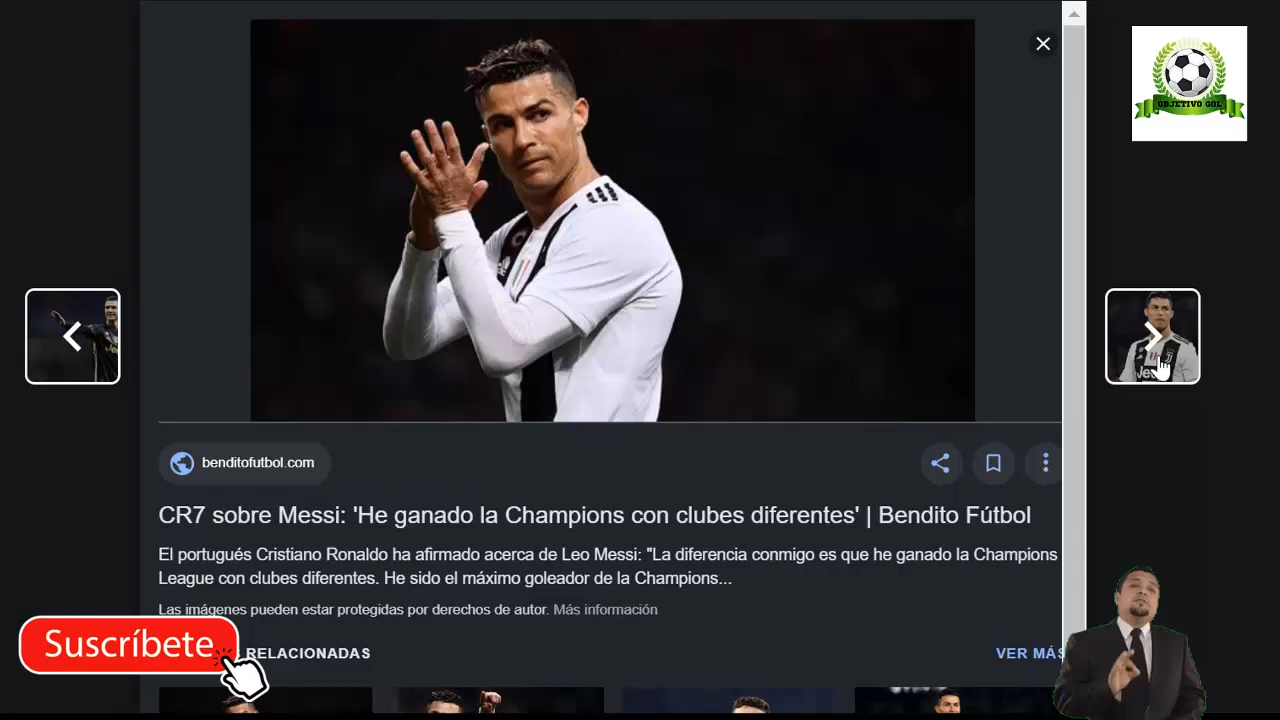 OBJETIVO GOL
benditofutbol.com
CR7 sobre Messi: 'He ganado la Champions con clubes diferentes' | Bendito Fútbol
El portugués Cristiano Ronaldo ha afirmado acerca de Leo Messi: "La diferencia conmigo es que he ganado la Champions
League con clubes diferentes. He sido el máximo goleador de la Champions...
Las imágenes pueden estar protegidas por derechos de autor. Más información
Suscríbete
RELACIONADAS
VER MÁS